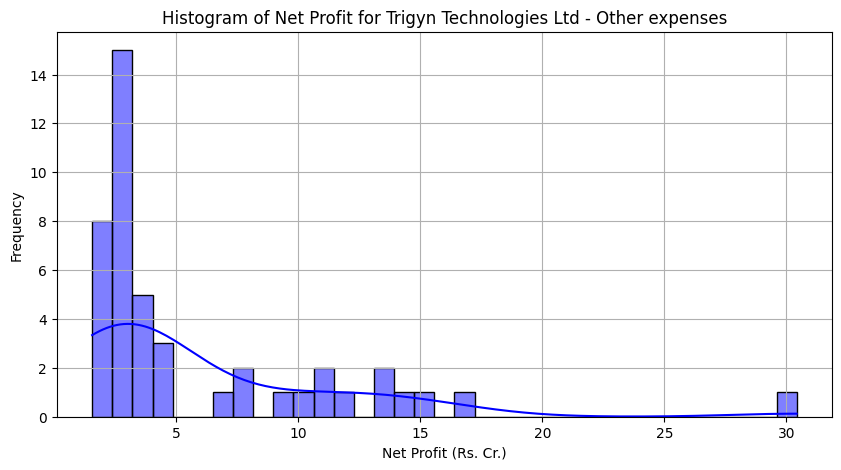 Histogram of Net Profit for Trigyn Technologies Ltd - Other expenses
14
12
10
8
6
4
2
0
Frequency
5 10 15 20 25 30
Net Profit (Rs. Cr.)